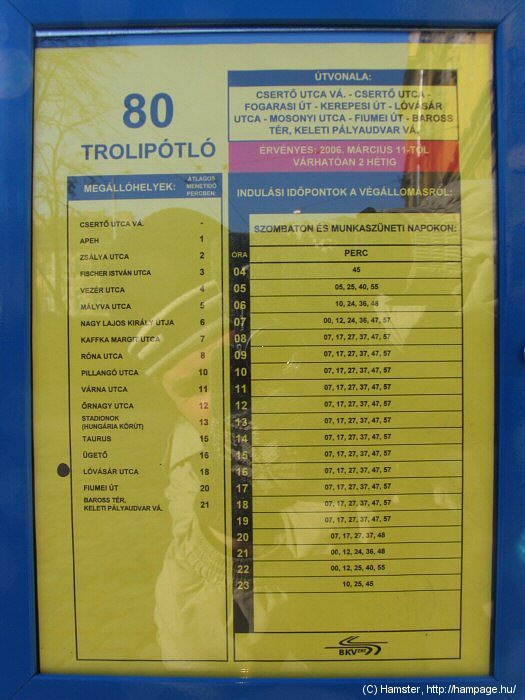 80
TROLIPÓTLÓ
ÚTVONALA:
CSERTŐ UTCA VÁ. - CSERTŐ UTCA -
FOGARASI ÚT - KEREPESI ÚT - LÓVÁSÁR
UTCA - MOSONYI UTCA - FIUMEI ÚT - BAROSS
TÉR, KELETI PÁLYAUDVAR VÁ.
ÉRVÉNYES: 2006. MÁRCIUS 11-TŐL
VÁRHATÓAN 2 HÉTIG
MEGÁLLÓHELYEK:
ÁTLAGOS
MENETIDŐ
PERCBEN:
CSERTŐ UTCA VÁ. -
APEH 1
ZSÁLYA UTCA 2
FISCHER ISTVÁN UTCA 3
VEZÉR UTCA 4
MÁLYVA UTCA 5
NAGY LAJOS KIRÁLY ÚTJA 6
KAFFKA MARGIT UTCA 7
RÓNA UTCA 8
PILLANGÓ UTCA 10
VÁRNA UTCA 11
ŐRNAGY UTCA 12
STADIONOK
(HUNGÁRIA KÖRÚT) 13
TAURUS 15
ÜGETŐ 16
LÓVÁSÁR UTCA 18
FIUMEI ÚT 20
BAROSS TÉR,
KELETI PÁLYAUDVAR VÁ. 21
INDULÁSI IDŐPONTOK A VÉGÁLLOMÁSRÓL:
SZOMBATON ÉS MUNKASZÜNETI NAPOKON:
ÓRA PERC
04 45
05 05, 25, 40, 55
06 10, 24, 36, 48
07 00, 12, 24, 36, 47, 57
08 07, 17, 27, 37, 47, 57
09 07, 17, 27, 37, 47, 57
10 07, 17, 27, 37, 47, 57
11 07, 17, 27, 37, 47, 57
12 07, 17, 27, 37, 47, 57
13 07, 17, 27, 37, 47, 57
14 07, 17, 27, 37, 47, 57
15 07, 17, 27, 37, 47, 57
16 07, 17, 27, 37, 47, 57
17 07, 17, 27, 37, 47, 57
18 07, 17, 27, 37, 47, 57
19 07, 17, 27, 37, 47, 57
20 07, 17, 27, 37, 48
21 00, 12, 24, 36, 48
22 00, 12, 25, 40, 55
23 10, 25, 45
BKV ZRT
(C) Hamster, http://hampage.hu/